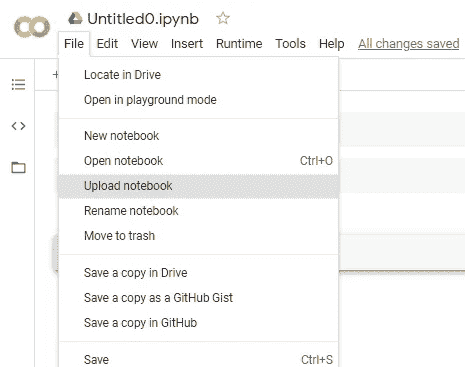 Untitled0.ipynb
File Edit View Insert Runtime Tools Help All changes saved
Locate in Drive
Open in playground mode
New notebook
Open notebook Ctrl+O
Upload notebook
Rename notebook
Move to trash
Save a copy in Drive
Save a copy as a GitHub Gist
Save a copy in GitHub
Save Ctrl+S